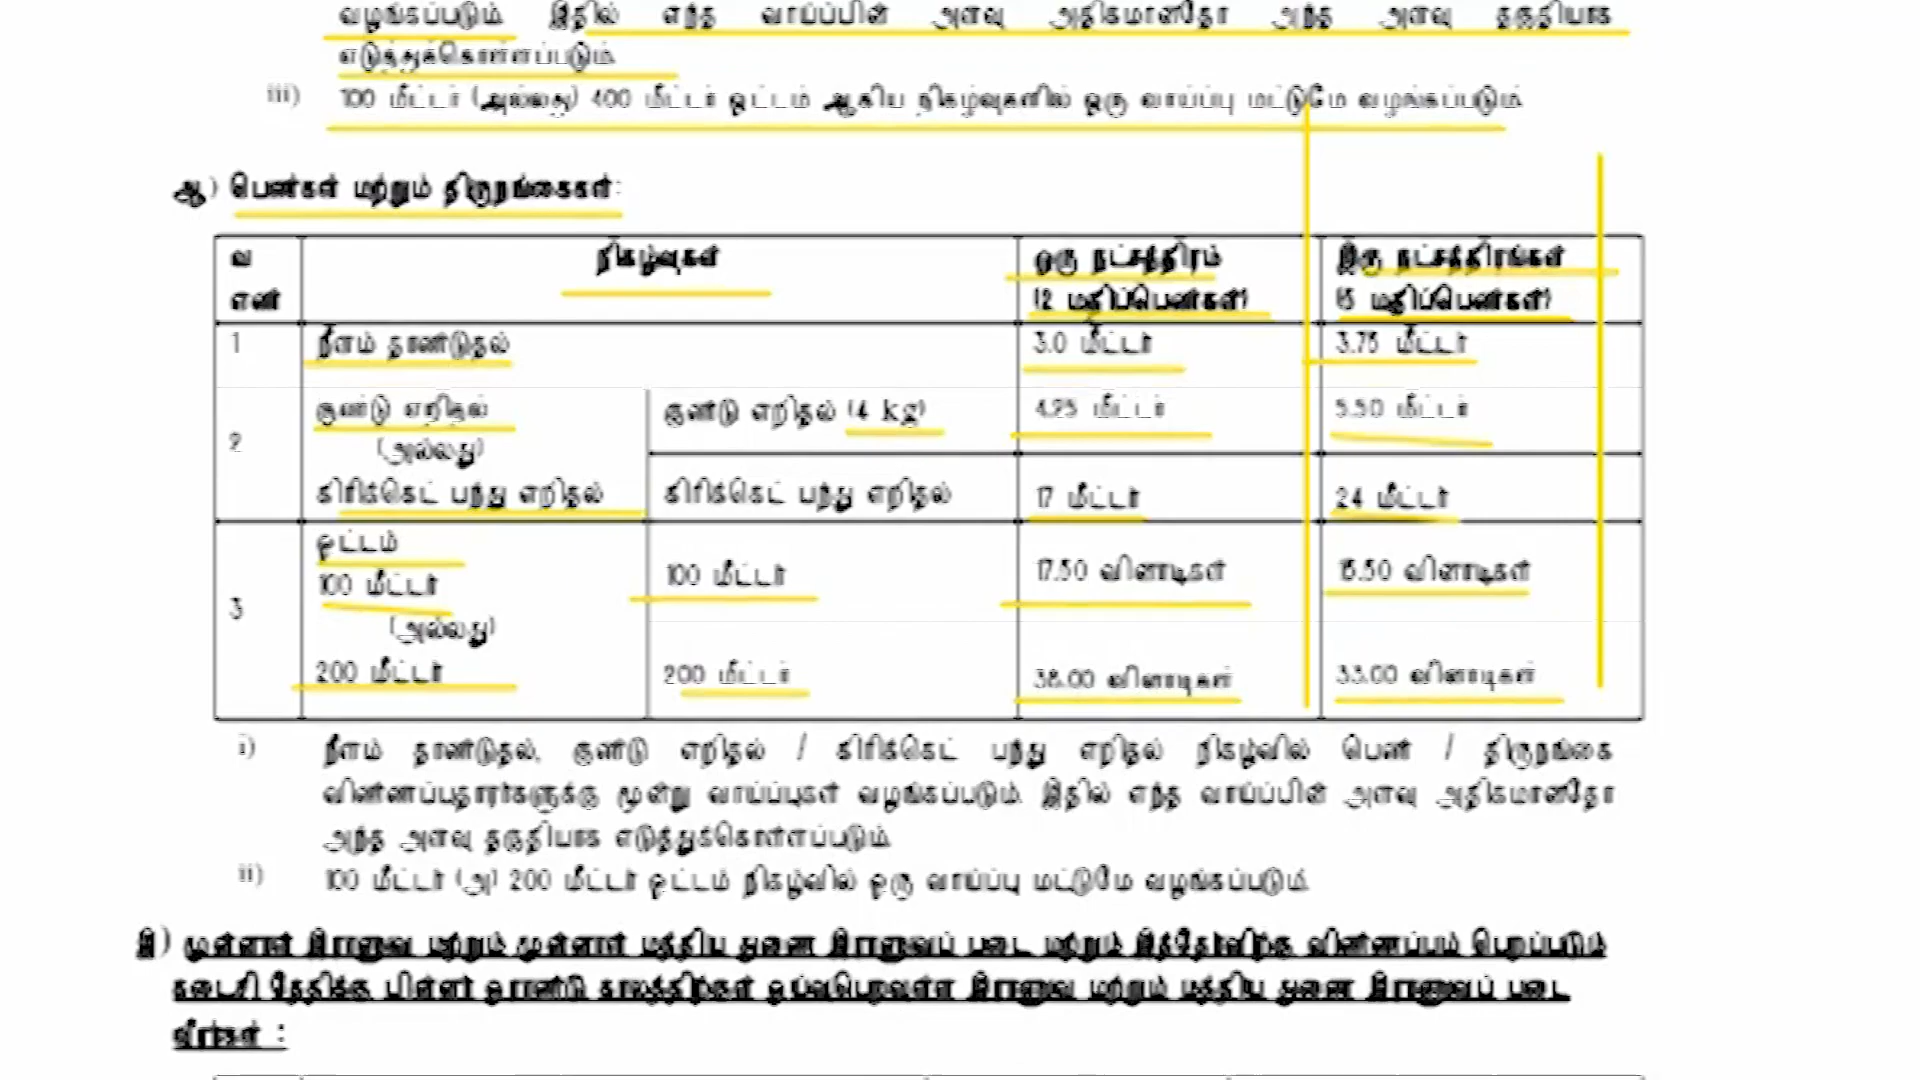 வழங்கப்படும். இதில் எந்த வாய்ப்பின் அளவு அதிகமானதோ அந்த அளவு தகுதியாக
எடுத்துக்கொள்ளப்படும்.
iii) 100 மீட்டர் (அல்லது) 400 மீட்டர் ஓட்டம் ஆகிய நிகழ்வுகளில் ஒரு வாய்ப்பு மட்டுமே வழங்கப்படும்.
ஆ) பெண்கள் மற்றும் திருநங்கைகள்:
வ நிகழ்வுகள் ஒரு நட்சத்திரம் இரு நட்சத்திரங்கள்
எண் (2 மதிப்பெண்கள்) (5 மதிப்பெண்கள்)
1 நீளம் தாண்டுதல் 3.0 மீட்டர் 3.75 மீட்டர்
குண்டு எறிதல் குண்டு எறிதல் (4 kg) 4.25 மீட்டர் 5.50 மீட்டர்
2 (அல்லது)
கிரிக்கெட் பந்து எறிதல் கிரிக்கெட் பந்து எறிதல் 17 மீட்டர் 24 மீட்டர்
ஓட்டம்
100 மீட்டர் 100 மீட்டர் 17.50 வினாடிகள் 15.50 வினாடிகள்
3 (அல்லது)
200 மீட்டர் 200 மீட்டர் 38.00 வினாடிகள் 33.00 வினாடிகள்
i) நீளம் தாண்டுதல், குண்டு எறிதல் / கிரிக்கெட் பந்து எறிதல் நிகழ்வில் பெண் / திருநங்கை
விண்ணப்பதாரர்களுக்கு மூன்று வாய்ப்புகள் வழங்கப்படும். இதில் எந்த வாய்ப்பின் அளவு அதிகமானதோ
அந்த அளவு தகுதியாக எடுத்துக்கொள்ளப்படும்.
ii) 100 மீட்டர் (அ) 200 மீட்டர் ஓட்டம் நிகழ்வில் ஒரு வாய்ப்பு மட்டுமே வழங்கப்படும்.
இ) முன்னாள் இராணுவ மற்றும் முன்னாள் மத்திய துணை இராணுவப் படை மற்றும் இத்தேர்விற்கு விண்ணப்பம் பெறப்படும்
கடைசி தேதிக்கு பின்னர் ஓராண்டு காலத்திற்குள் ஓய்வுபெறவுள்ள இராணுவ மற்றும் மத்திய துணை இராணுவப் படை
வீரர்கள் :